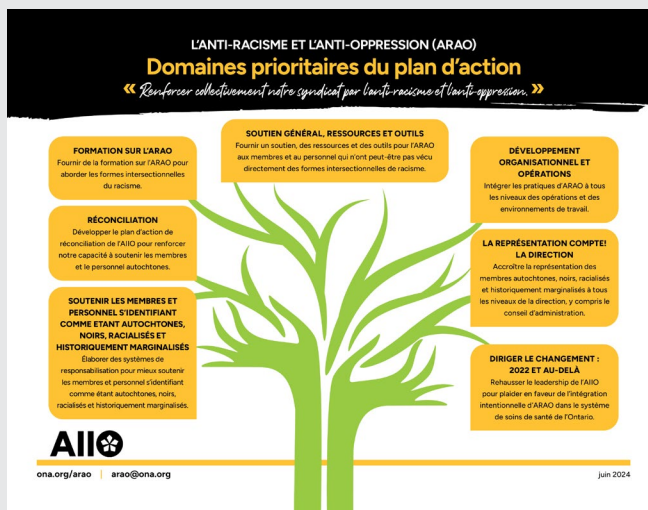 L'ANTI-RACISME ET L'ANTI-OPPRESSION (ARAO)
Domaines prioritaires du plan d'action
« Renforcer collectivement notre syndicat par l'anti-racisme et l'anti-oppression. »
FORMATION SUR L'ARAO
Fournir de la formation sur l'ARAO pour
aborder les formes intersectionnelles
du racisme.
RÉCONCILIATION
Développer le plan d'action de
réconciliation de l'AIIO pour renforcer
notre capacité à soutenir les membres
et le personnel autochtones.
SOUTENIR LES MEMBRES ET
PERSONNEL S'IDENTIFIANT
COMME ETANT AUTOCHTONES,
NOIRS, RACIALISÉS ET
HISTORIQUEMENT MARGINALISÉS
Élaborer des systèmes de
responsabilisation pour mieux soutenir
les membres et personnel s'identifiant
comme étant autochtones, noirs,
racialisés et historiquement marginalisés.
SOUTIEN GÉNÉRAL, RESSOURCES ET OUTILS
Fournir un soutien, des ressources et des outils pour l'ARAO
aux membres et au personnel qui n'ont peut-être pas vécu
directement des formes intersectionnelles de racisme.
DÉVELOPPEMENT
ORGANISATIONNEL ET
OPÉRATIONS
Intégrer les pratiques d'ARAO à tous
les niveaux des opérations et des
environnements de travail.
LA REPRÉSENTATION COMPTE!
LA DIRECTION
Accroître la représentation des
membres autochtones, noirs, racialisés
et historiquement marginalisés à tous
les niveaux de la direction, y compris le
conseil d'administration.
DIRIGER LE CHANGEMENT :
2022 ET AU-DELÀ
Rehausser le leadership de l'AIIO
pour plaider en faveur de l'intégration
intentionnelle d'ARAO dans le système
de soins de santé de l'Ontario.
AIIO
ona.org/arao | arao@ona.org
juin 2024